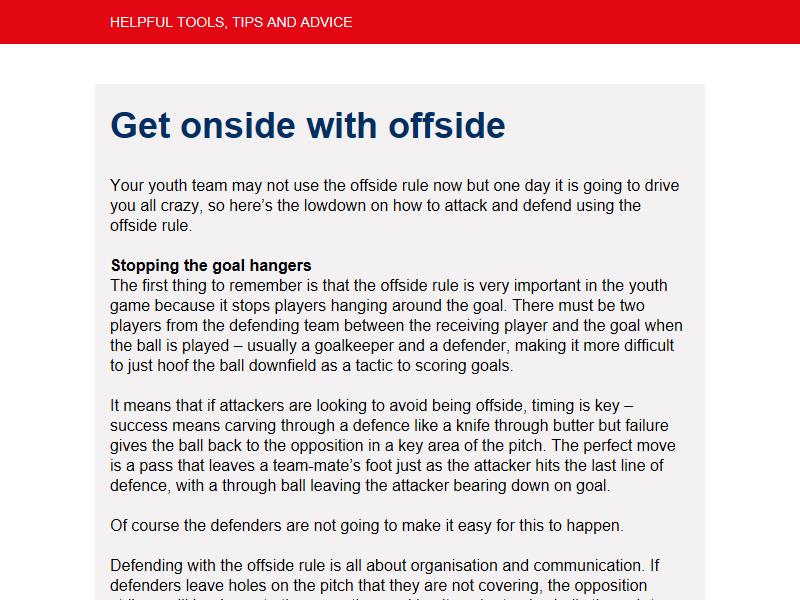 HELPFUL TOOLS, TIPS AND ADVICE
Get onside with offside
Your youth team may not use the offside rule now but one day it is going to drive
you all crazy, so here’s the lowdown on how to attack and defend using the
offside rule.
Stopping the goal hangers
The first thing to remember is that the offside rule is very important in the youth
game because it stops players hanging around the goal. There must be two
players from the defending team between the receiving player and the goal when
the ball is played – usually a goalkeeper and a defender, making it more difficult
to just hoof the ball downfield as a tactic to scoring goals.
It means that if attackers are looking to avoid being offside, timing is key –
success means carving through a defence like a knife through butter but failure
gives the ball back to the opposition in a key area of the pitch. The perfect move
is a pass that leaves a team-mate’s foot just as the attacker hits the last line of
defence, with a through ball leaving the attacker bearing down on goal.
Of course the defenders are not going to make it easy for this to happen.
Defending with the offside rule is all about organisation and communication. If
defenders leave holes on the pitch that they are not covering, the opposition